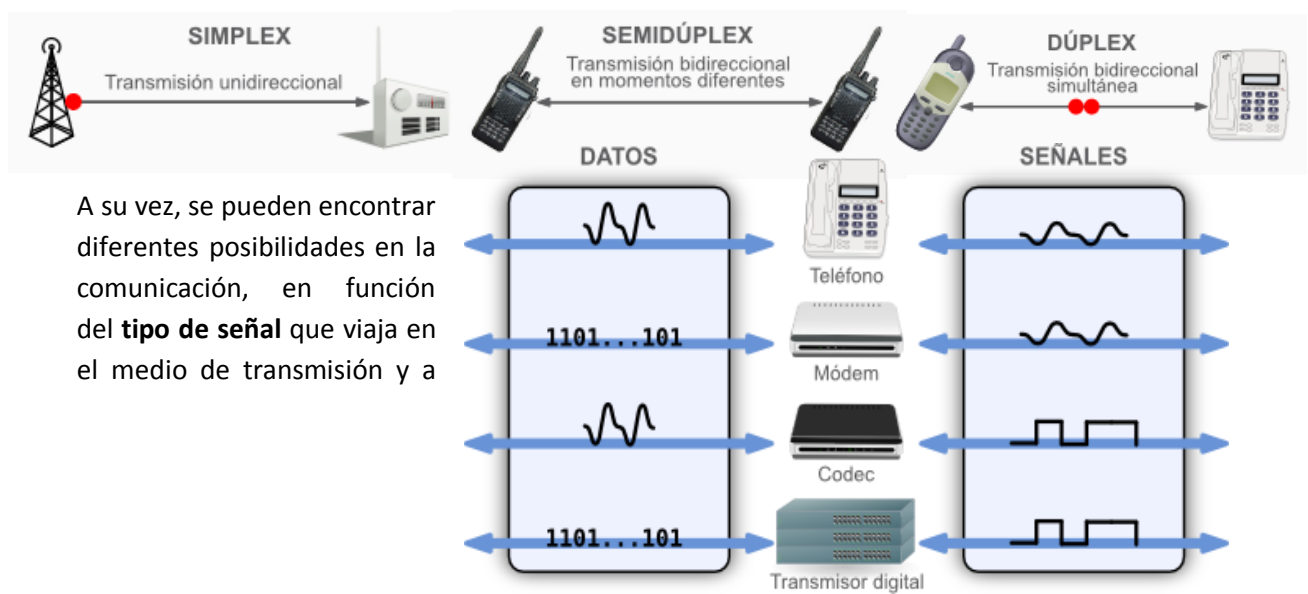 SIMPLEX
Transmisión unidireccional
SEMIDÚPLEX
Transmisión bidireccional
en momentos diferentes
DÚPLEX
Transmisión bidireccional
simultánea
A su vez, se pueden encontrar
diferentes posibilidades en la
comunicación, en función
del tipo de señal que viaja en
el medio de transmisión y a
DATOS
SEÑALES
Teléfono
1101...101
Módem
Codec
1101...101
Transmisor digital